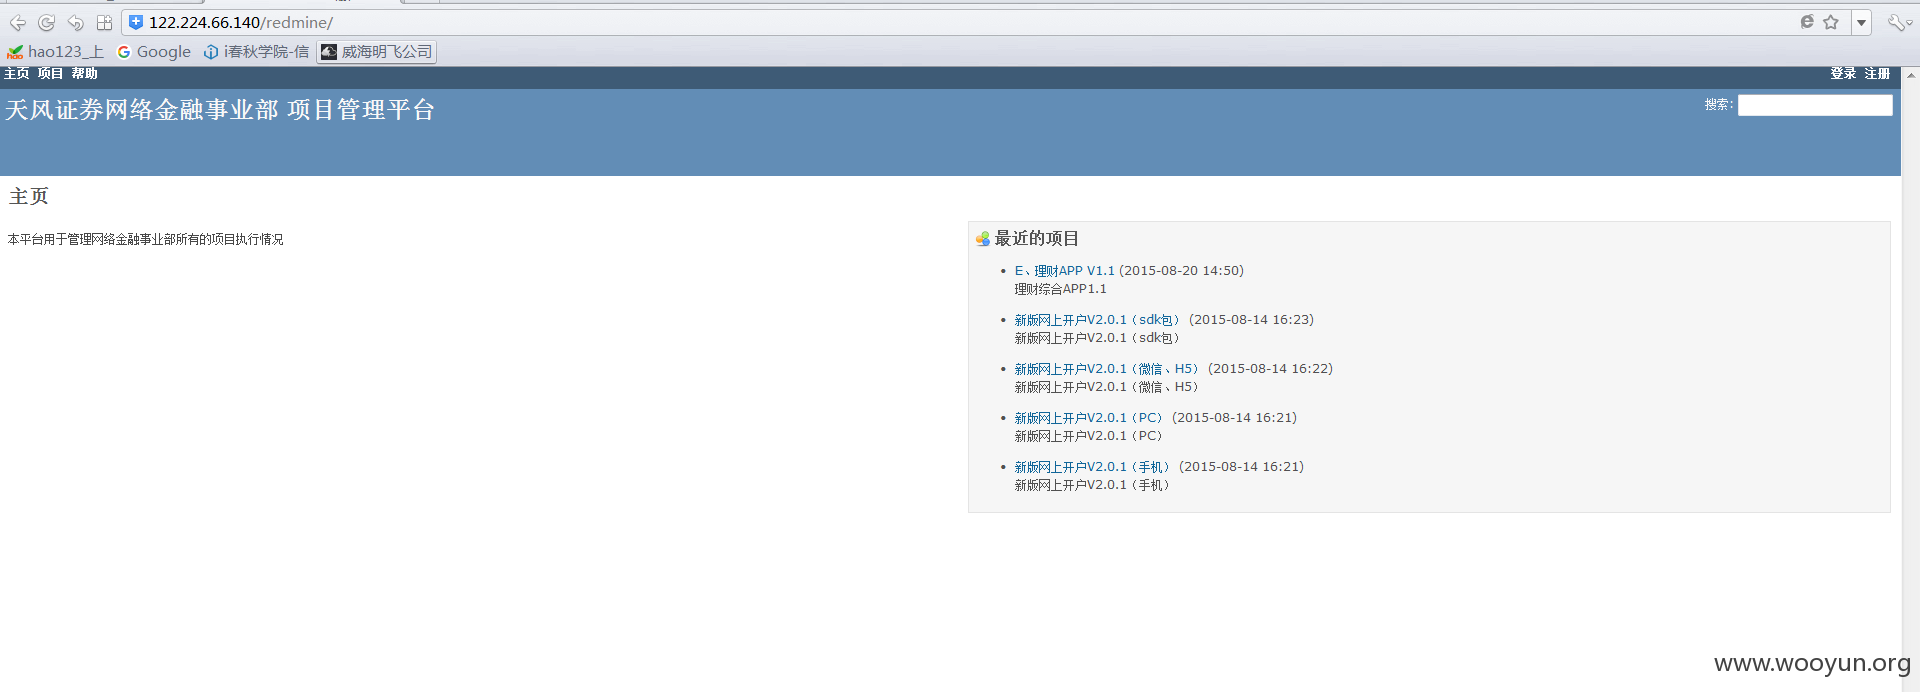 122.224.66.140/redmine/
hao123_上 Google i春秋学院-信 威海明飞公司
主页 项目 帮助 登录 注册
天风证券网络金融事业部 项目管理平台 搜索:
主页
本平台用于管理网络金融事业部所有的项目执行情况
最近的项目
E、理财APP V1.1 (2015-08-20 14:50)
理财综合APP1.1
新版网上开户V2.0.1（sdk包） (2015-08-14 16:23)
新版网上开户V2.0.1（sdk包）
新版网上开户V2.0.1（微信、H5） (2015-08-14 16:22)
新版网上开户V2.0.1（微信、H5）
新版网上开户V2.0.1（PC） (2015-08-14 16:21)
新版网上开户V2.0.1（PC）
新版网上开户V2.0.1（手机） (2015-08-14 16:21)
新版网上开户V2.0.1（手机）
www.wooyun.org